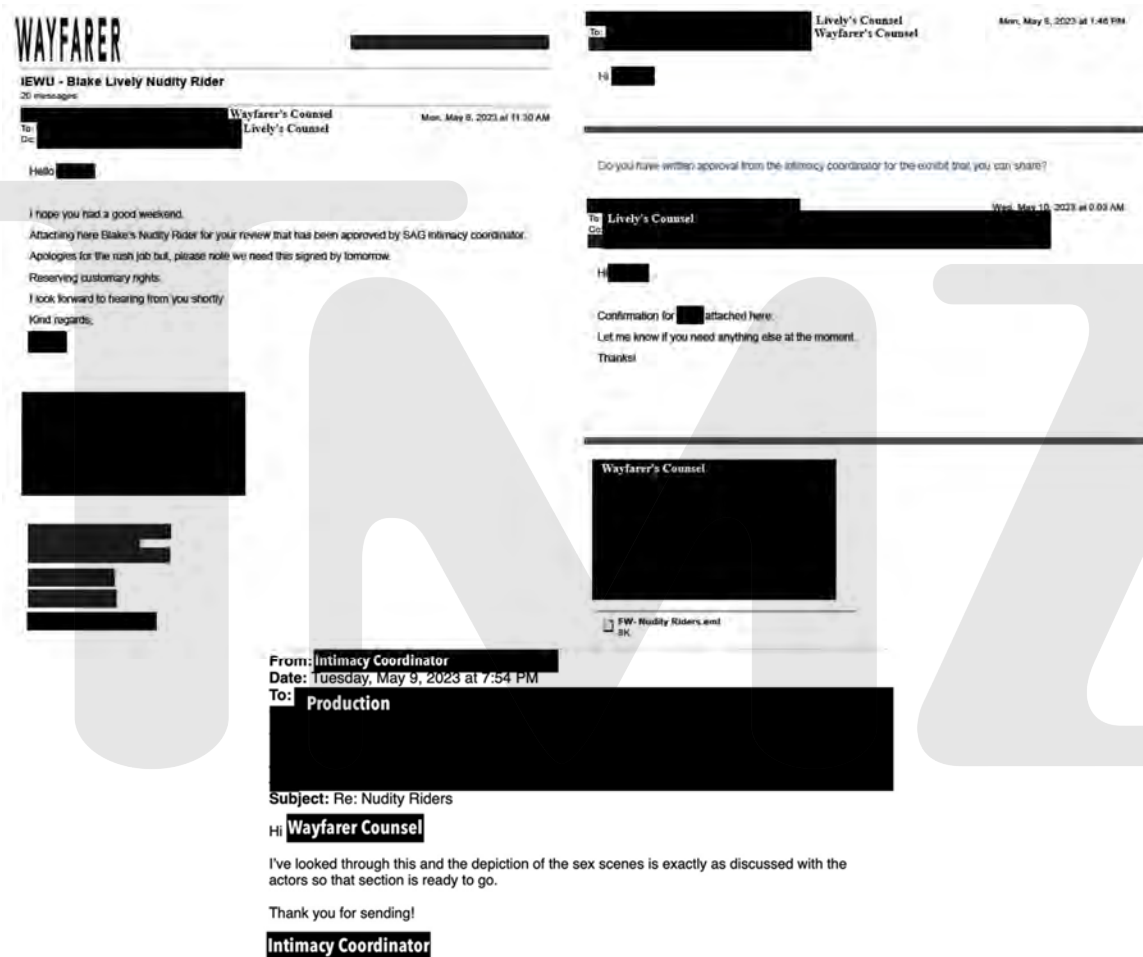 WAYFARER
IEWU - Blake Lively Nudity Rider
20 messages
Wayfarer's Counsel
Mon, May 8, 2023 at 11:30 AM
To:
Lively's Counsel
Cc:
Hello
I hope you had a good weekend.
Attaching here Blake's Nudity Rider for your review that has been approved by SAG intimacy coordinator.
Apologies for the rush job but, please note we need this signed by tomorrow.
Reserving customary rights.
I look forward to hearing from you shortly
Kind regards,
Lively's Counsel
Mon, May 8, 2023 at 1:46 PM
To:
Wayfarer's Counsel
Hi
Do you have written approval from the intimacy coordinator for the exhibit that you can share?
Wed, May 10, 2023 at 0:03 AM
To:
Lively's Counsel
Cc:
Hi
Confirmation for attached here.
Let me know if you need anything else at the moment.
Thanks!
Wayfarer's Counsel
FW- Nudity Riders.eml
8K
From: Intimacy Coordinator
Date: Tuesday, May 9, 2023 at 7:54 PM
To: Production
Subject: Re: Nudity Riders
Hi Wayfarer Counsel
I've looked through this and the depiction of the sex scenes is exactly as discussed with the
actors so that section is ready to go.
Thank you for sending!
Intimacy Coordinator
TMZ